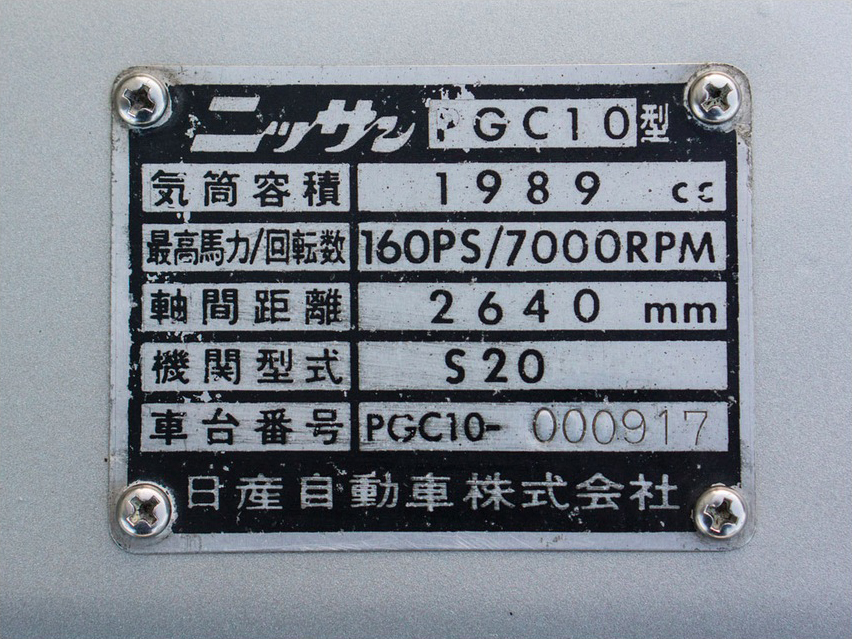 ニッサン PGC10型
気筒容積 1989 cc
最高馬力/回転数 160PS/7000RPM
軸間距離 2640 mm
機関型式 S20
車台番号 PGC10- 000917
日産自動車株式会社